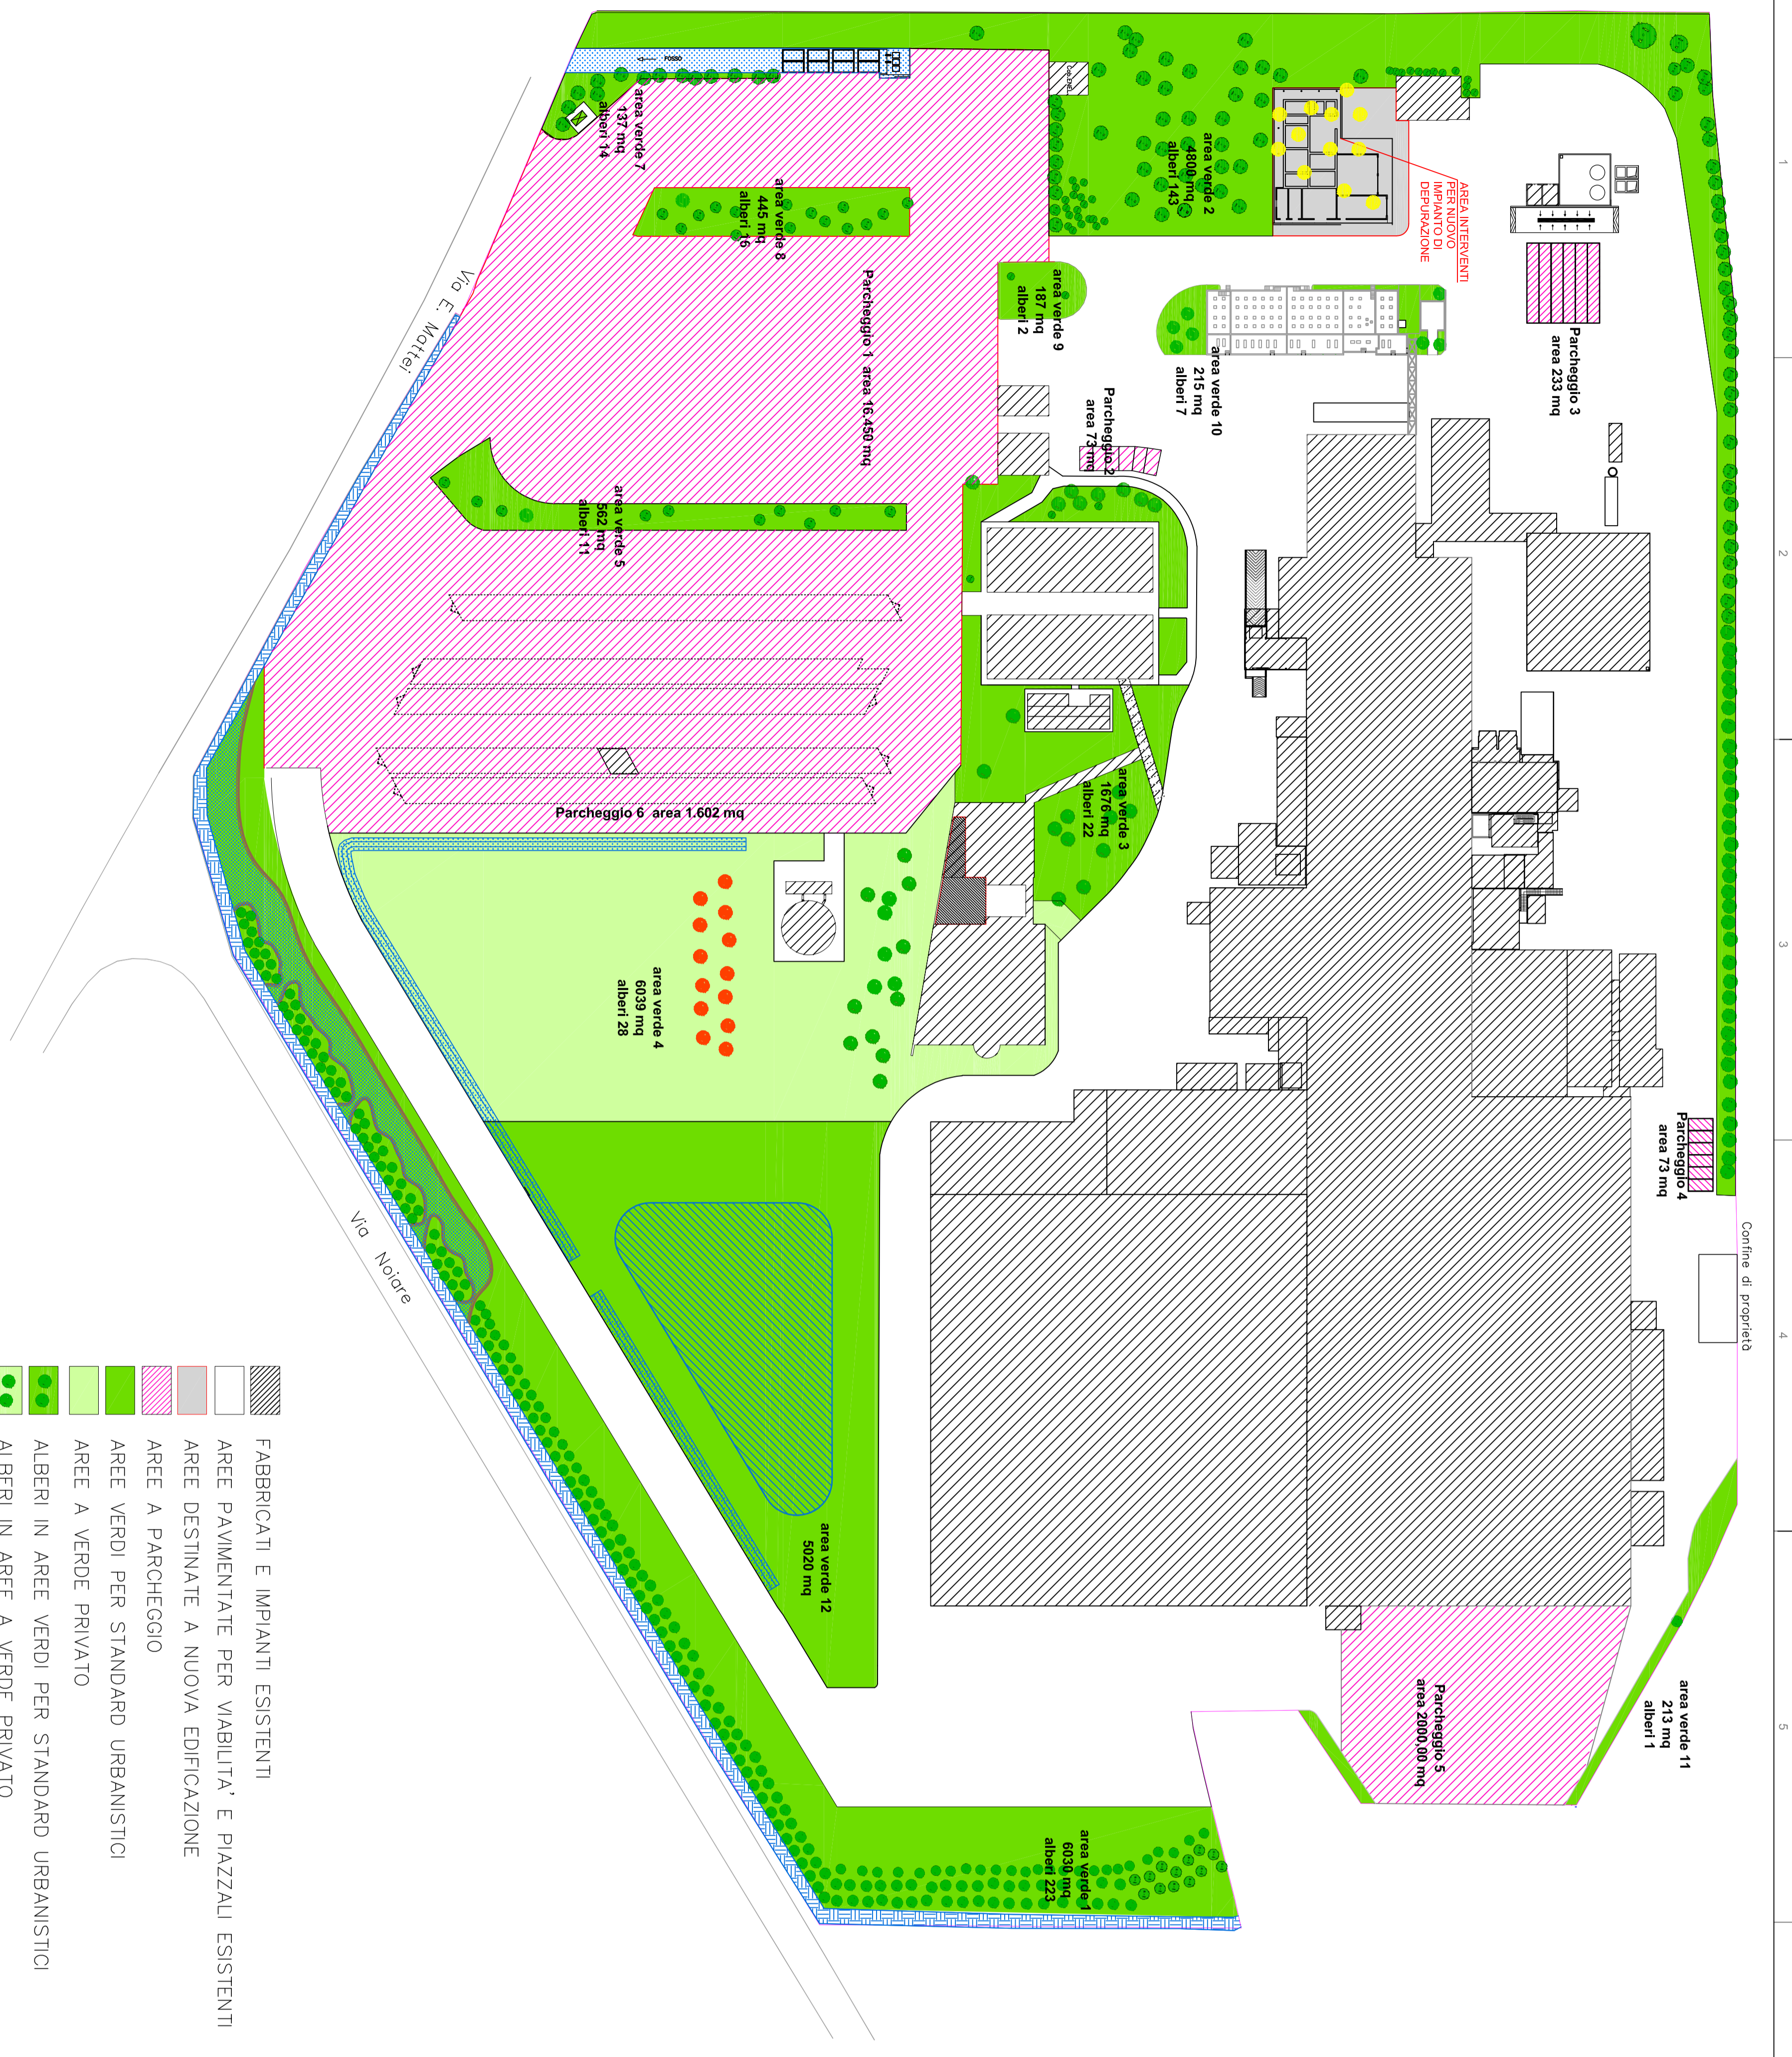 1
2
3
4
5
FOSSO
area verde 7
137 mq
alberi 14
area verde 8
445 mq
alberi 16
Cab.ENEL
area verde 2
4800 mq
alberi 143
AREA INTERVENTI
PER NUOVO
IMPIANTO DI
DEPURAZIONE
Via E. Mattei
Parcheggio 1 area 16.450 mq
area verde 9
187 mq
alberi 2
area verde 10
215 mq
alberi 7
Parcheggio 3
area 233 mq
Parcheggio 2
area 73 mq
area verde 5
562 mq
alberi 11
Parcheggio 6 area 1.602 mq
area verde 3
1676 mq
alberi 22
area verde 4
6039 mq
alberi 28
Parcheggio 4
area 73 mq
Confine di proprietà
Via Noiare
area verde 12
5020 mq
area verde 11
213 mq
alberi 1
Parcheggio 5
area 2000,00 mq
area verde 1
6030 mq
alberi 223
FABBRICATI E IMPIANTI ESISTENTI
AREE PAVIMENTATE PER VIABILITA' E PIAZZALI ESISTENTI
AREE DESTINATE A NUOVA EDIFICAZIONE
AREE A PARCHEGGIO
AREE VERDI PER STANDARD URBANISTICI
AREE A VERDE PRIVATO
ALBERI IN AREE VERDI PER STANDARD URBANISTICI
ALBERI IN AREE A VERDE PRIVATO